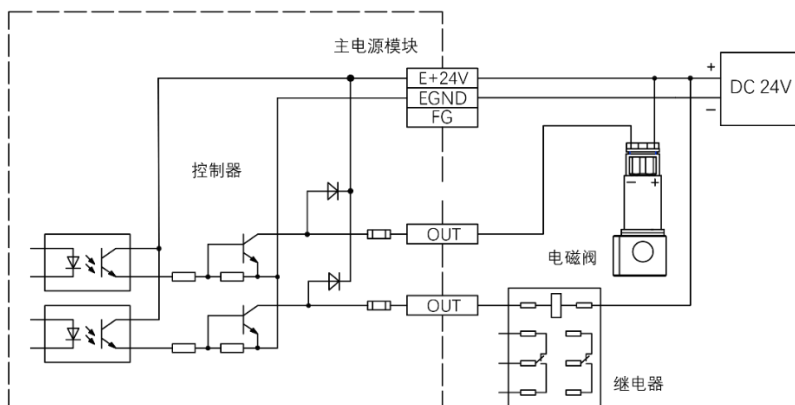 主电源模块
E+24V
EGND
FG
+
−
DC 24V
控制器
− +
OUT
电磁阀
OUT
继电器